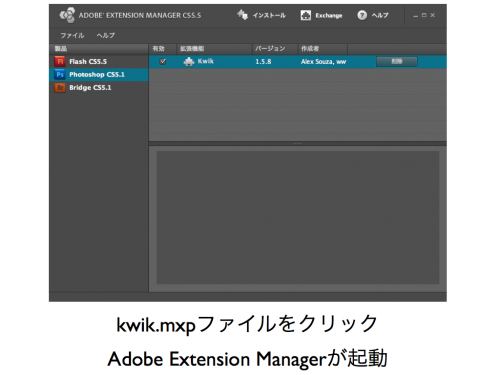 ADOBE® EXTENSION MANAGER CS5.5 インストール Exchange ヘルプ
ファイル ヘルプ
製品 有効 拡張機能 バージョン 作成者
Fl Flash CS5.5 Kwik 1.5.8 Alex Souza, ww 削除
Ps Photoshop CS5.1
Br Bridge CS5.1
kwik.mxpファイルをクリック
Adobe Extension Managerが起動